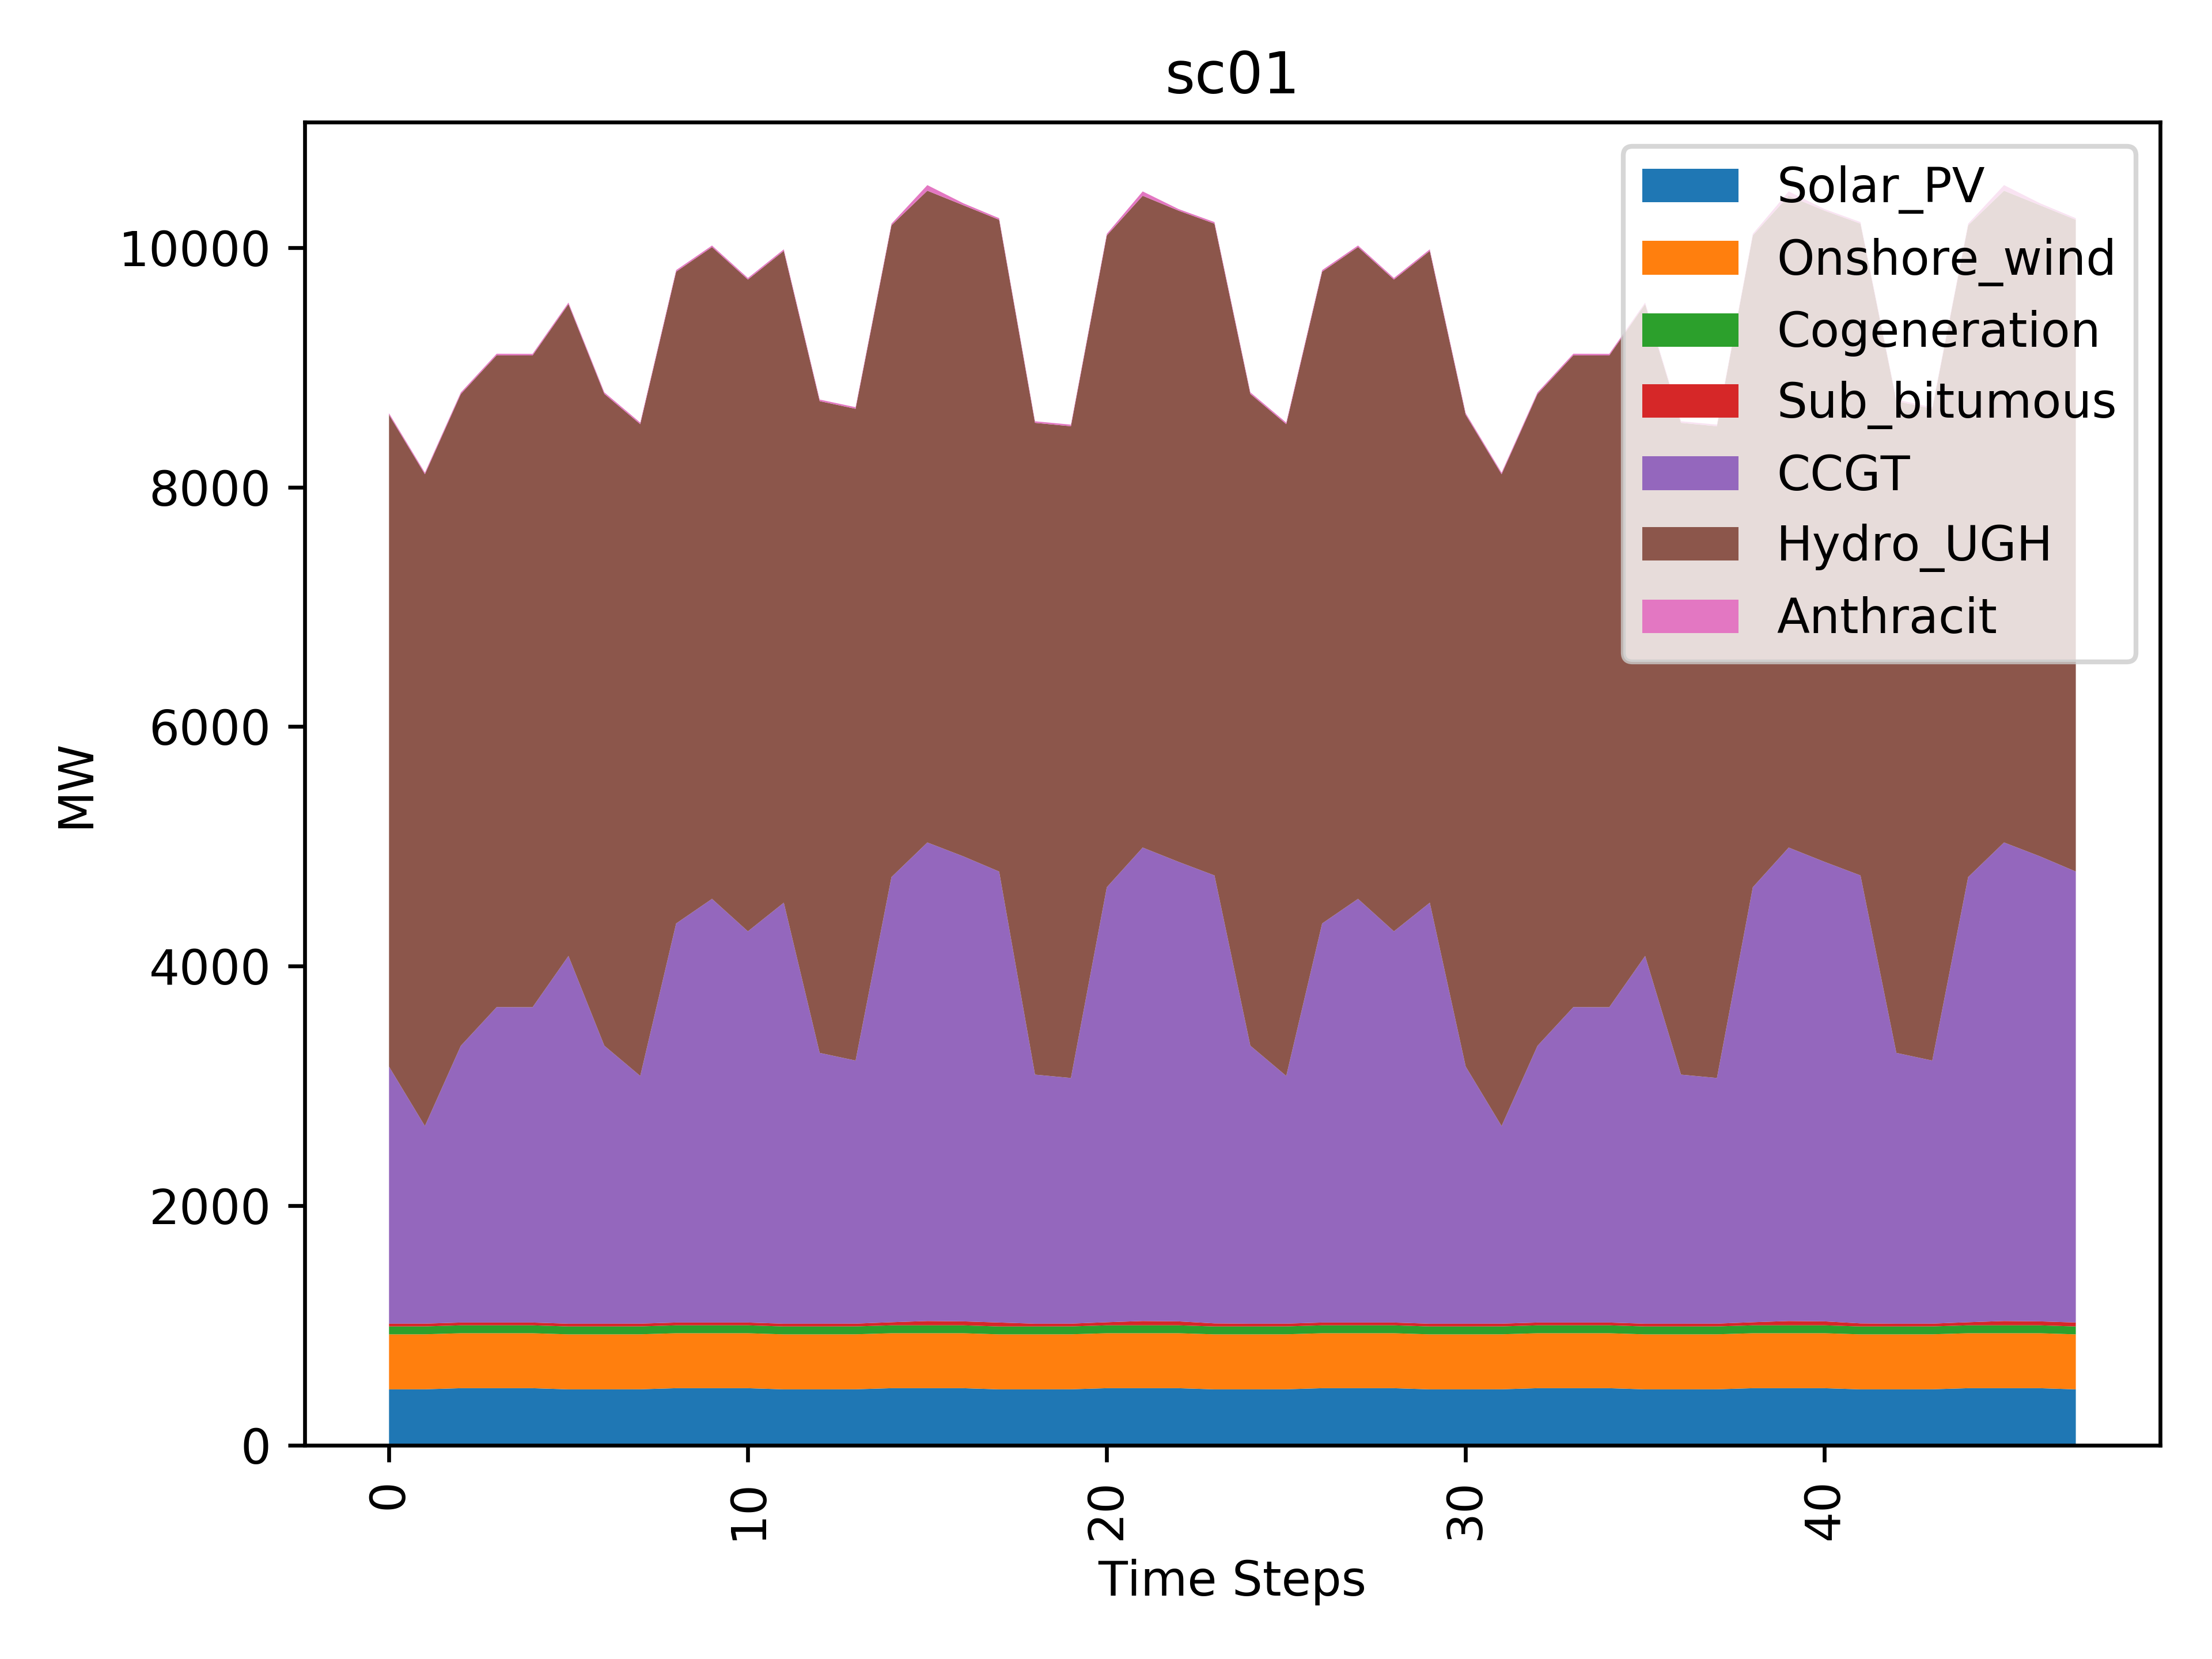 sc01
10000
8000
6000
4000
2000
0
MW
0
10
20
30
40
Time Steps
Solar_PV
Onshore_wind
Cogeneration
Sub_bitumous
CCGT
Hydro_UGH
Anthracit